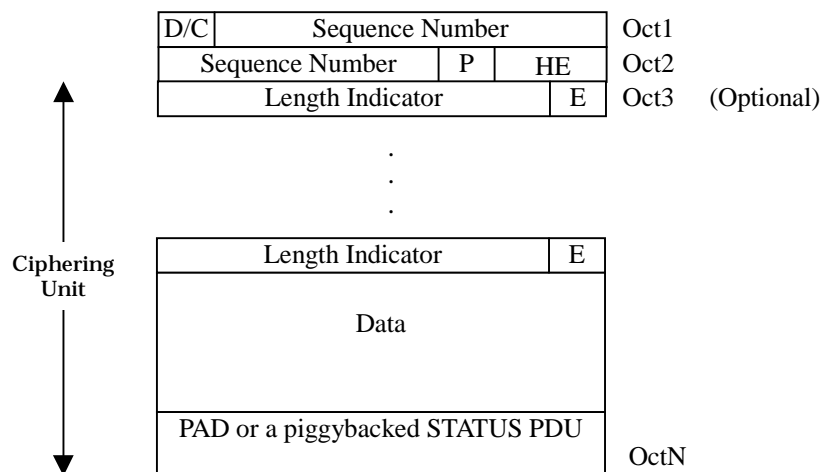 D/C Sequence Number Oct1
Sequence Number P HE Oct2
Length Indicator E Oct3 (Optional)
.
.
.
Ciphering
Unit
Length Indicator E
Data
PAD or a piggybacked STATUS PDU
OctN